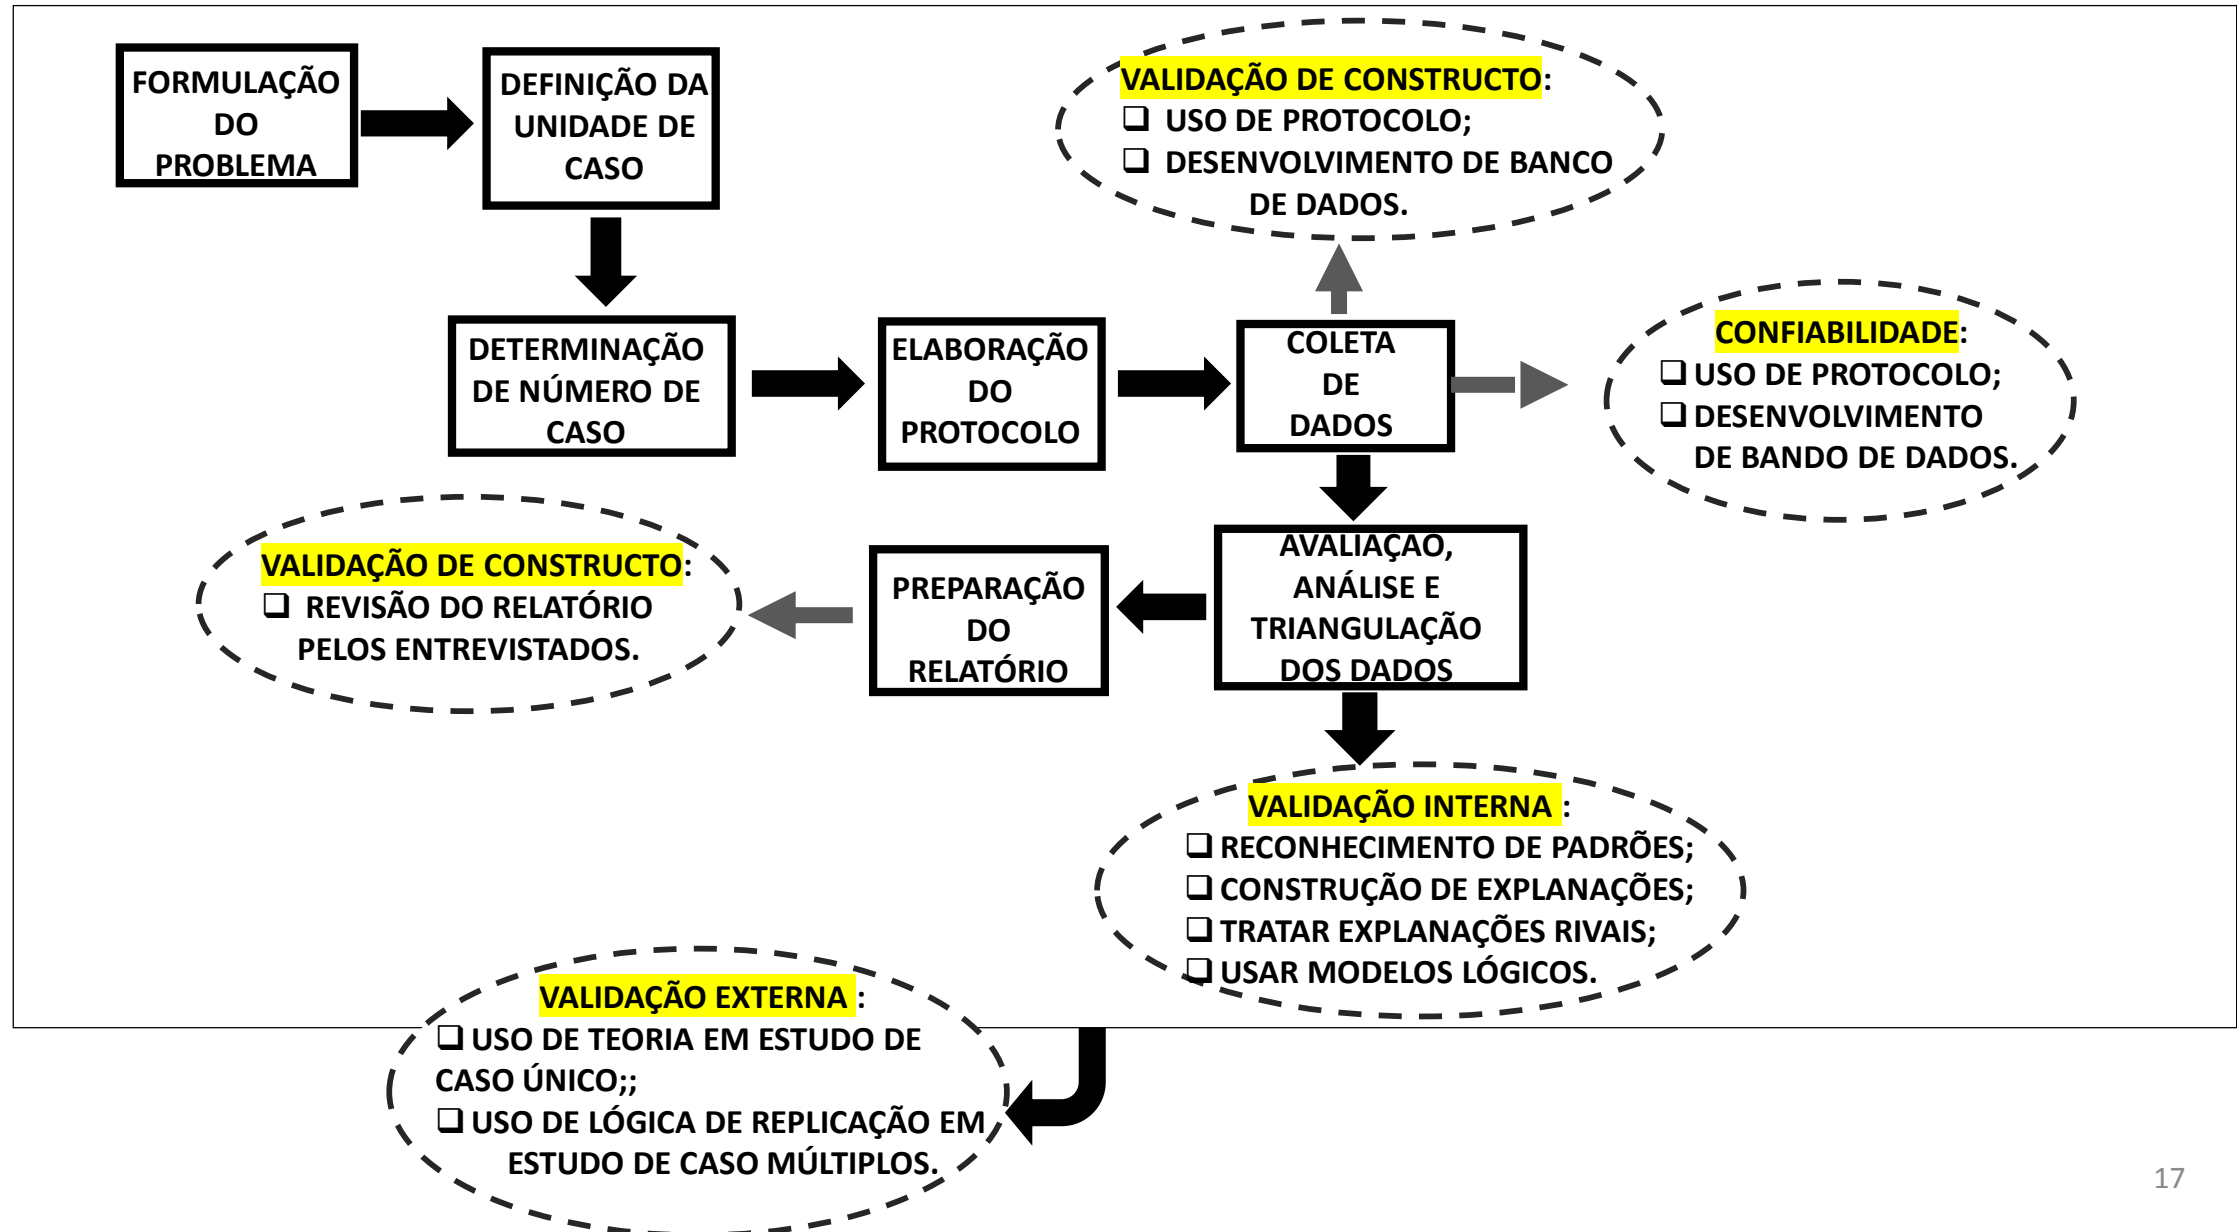 FORMULAÇÃO
DO
PROBLEMA
DEFINIÇÃO DA
UNIDADE DE
CASO
VALIDAÇÃO DE CONSTRUCTO:
❑ USO DE PROTOCOLO;
❑ DESENVOLVIMENTO DE BANCO
DE DADOS.
DETERMINAÇÃO
DE NÚMERO DE
CASO
ELABORAÇÃO
DO
PROTOCOLO
COLETA
DE
DADOS
CONFIABILIDADE:
❑ USO DE PROTOCOLO;
❑ DESENVOLVIMENTO
DE BANDO DE DADOS.
VALIDAÇÃO DE CONSTRUCTO:
❑ REVISÃO DO RELATÓRIO
PELOS ENTREVISTADOS.
PREPARAÇÃO
DO
RELATÓRIO
AVALIAÇÃO,
ANÁLISE E
TRIANGULAÇÃO
DOS DADOS
VALIDAÇÃO INTERNA :
❑ RECONHECIMENTO DE PADRÕES;
❑ CONSTRUÇÃO DE EXPLANAÇÕES;
❑ TRATAR EXPLANAÇÕES RIVAIS;
❑ USAR MODELOS LÓGICOS.
VALIDAÇÃO EXTERNA :
❑ USO DE TEORIA EM ESTUDO DE
CASO ÚNICO;;
❑ USO DE LÓGICA DE REPLICAÇÃO EM
ESTUDO DE CASO MÚLTIPLOS.
17